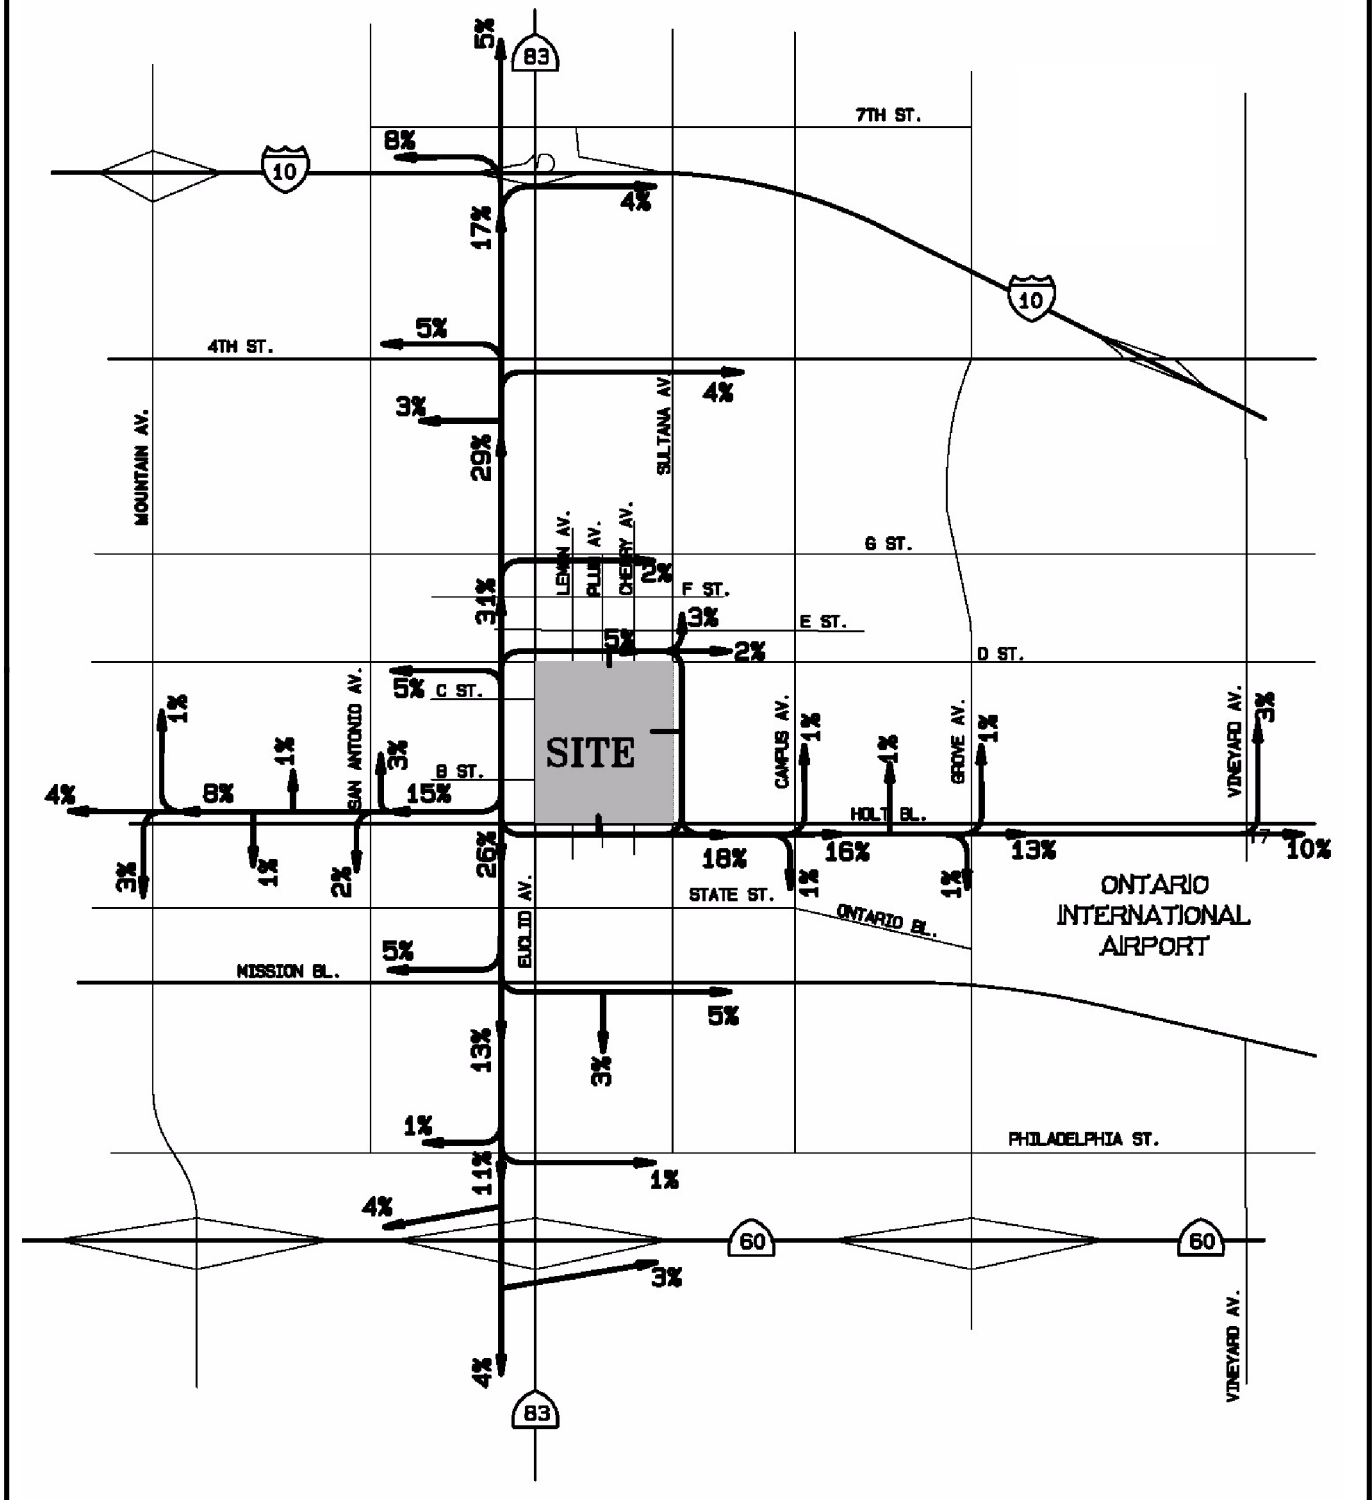 5%
83
7TH ST.
8%
10
4%
17%
10
5%
4TH ST.
4%
3%
MOUNTAIN AV.
29%
SULTANA AV.
G ST.
LEMON AV.
PLUM AV.
CHERRY AV.
2%
31%
F ST.
3%
E ST.
5%
2%
D ST.
5%
C ST.
SAN ANTONIO AV.
1%
1%
3%
B ST.
SITE
CAMPUS AV.
1%
1%
GROVE AV.
1%
VINEYARD AV.
3%
4%
8%
15%
HOLT BL.
3%
1%
2%
26%
18%
1%
16%
1%
13%
17
10%
EUCLID AV.
STATE ST.
ONTARIO BL.
ONTARIO
INTERNATIONAL
AIRPORT
5%
MISSION BL.
5%
13%
3%
1%
PHILADELPHIA ST.
11%
1%
4%
60
60
3%
4%
VINEYARD AV.
83